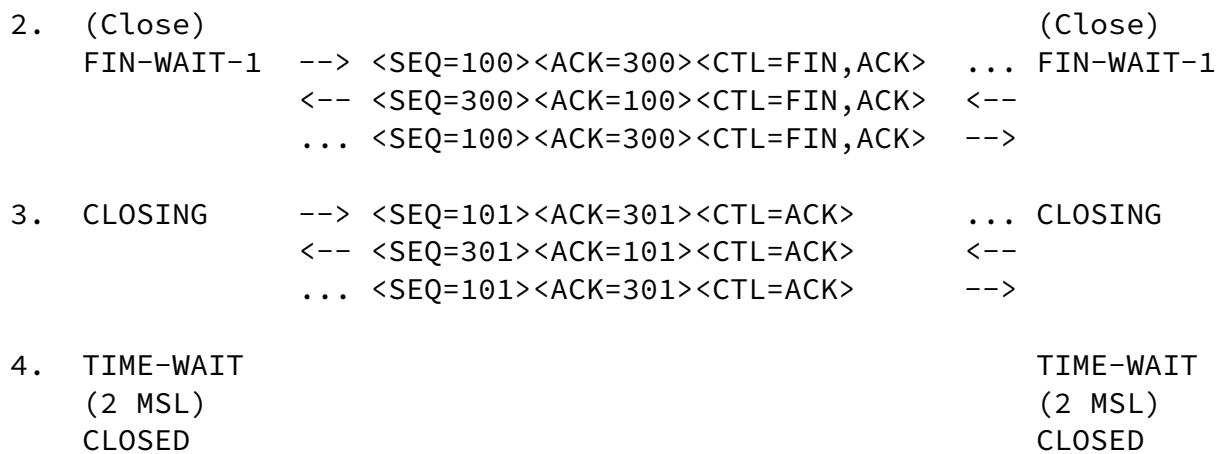 2.  (Close)                                              (Close)
    FIN-WAIT-1  --> <SEQ=100><ACK=300><CTL=FIN,ACK>  ... FIN-WAIT-1
                <-- <SEQ=300><ACK=100><CTL=FIN,ACK>  <--
                ... <SEQ=100><ACK=300><CTL=FIN,ACK>  -->
3.  CLOSING     --> <SEQ=101><ACK=301><CTL=ACK>      ... CLOSING
                <-- <SEQ=301><ACK=101><CTL=ACK>      <--
                ... <SEQ=101><ACK=301><CTL=ACK>      -->
4.  TIME-WAIT                                            TIME-WAIT
    (2 MSL)                                              (2 MSL)
    CLOSED                                               CLOSED